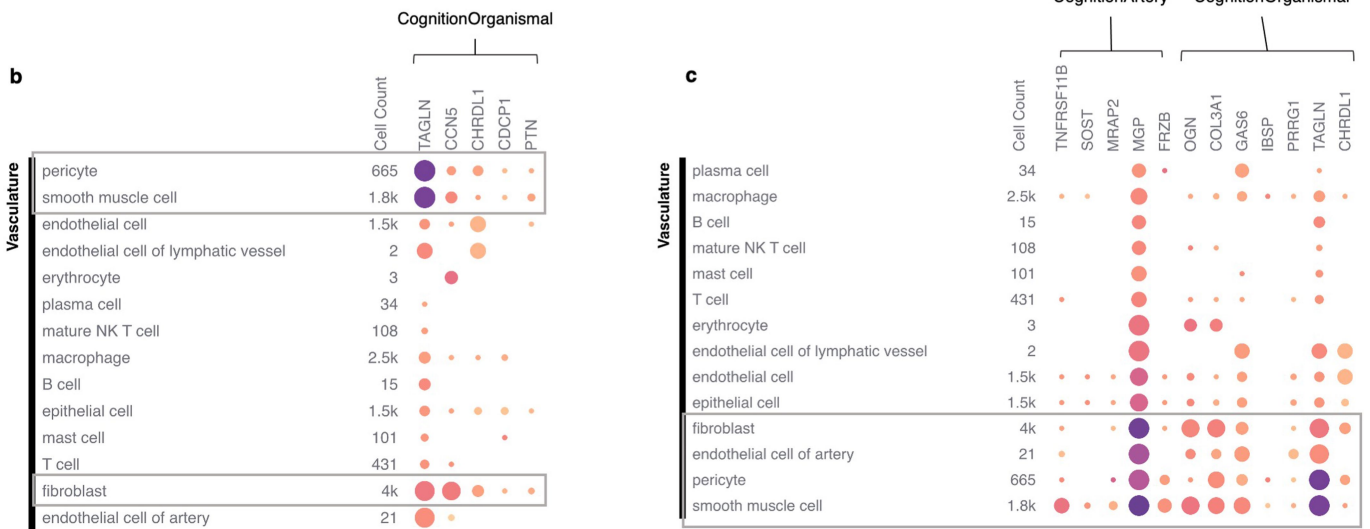 CognitionOrganismal
b
Cell Count
TAGLN
CCN5
CHRDL1
CDCP1
PTN
Vasculature
pericyte 665
smooth muscle cell 1.8k
endothelial cell 1.5k
endothelial cell of lymphatic vessel 2
erythrocyte 3
plasma cell 34
mature NK T cell 108
macrophage 2.5k
B cell 15
epithelial cell 1.5k
mast cell 101
T cell 431
fibroblast 4k
endothelial cell of artery 21
CognitionArtery CognitionOrganismal
c
Cell Count
TNFRSF11B
SOST
MRAP2
MGP
FRZB
OGN
COL3A1
GAS6
IBSP
PRRG1
TAGLN
CHRDL1
Vasculature
plasma cell 34
macrophage 2.5k
B cell 15
mature NK T cell 108
mast cell 101
T cell 431
erythrocyte 3
endothelial cell of lymphatic vessel 2
endothelial cell 1.5k
epithelial cell 1.5k
fibroblast 4k
endothelial cell of artery 21
pericyte 665
smooth muscle cell 1.8k